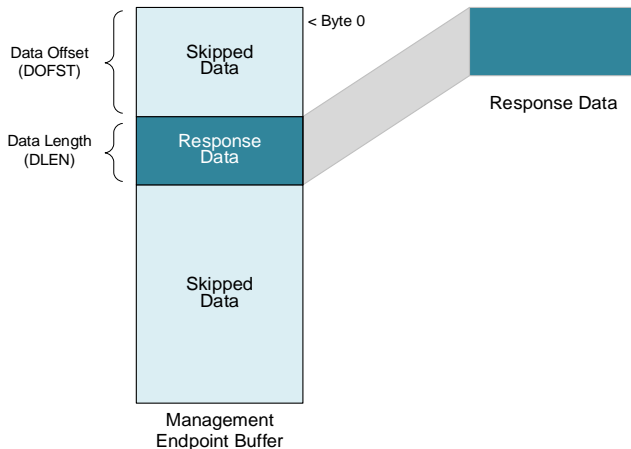 < Byte 0
Data Offset
(DOFST)
Skipped
Data
Response Data
Data Length
(DLEN)
Response
Data
Skipped
Data
Management
Endpoint Buffer